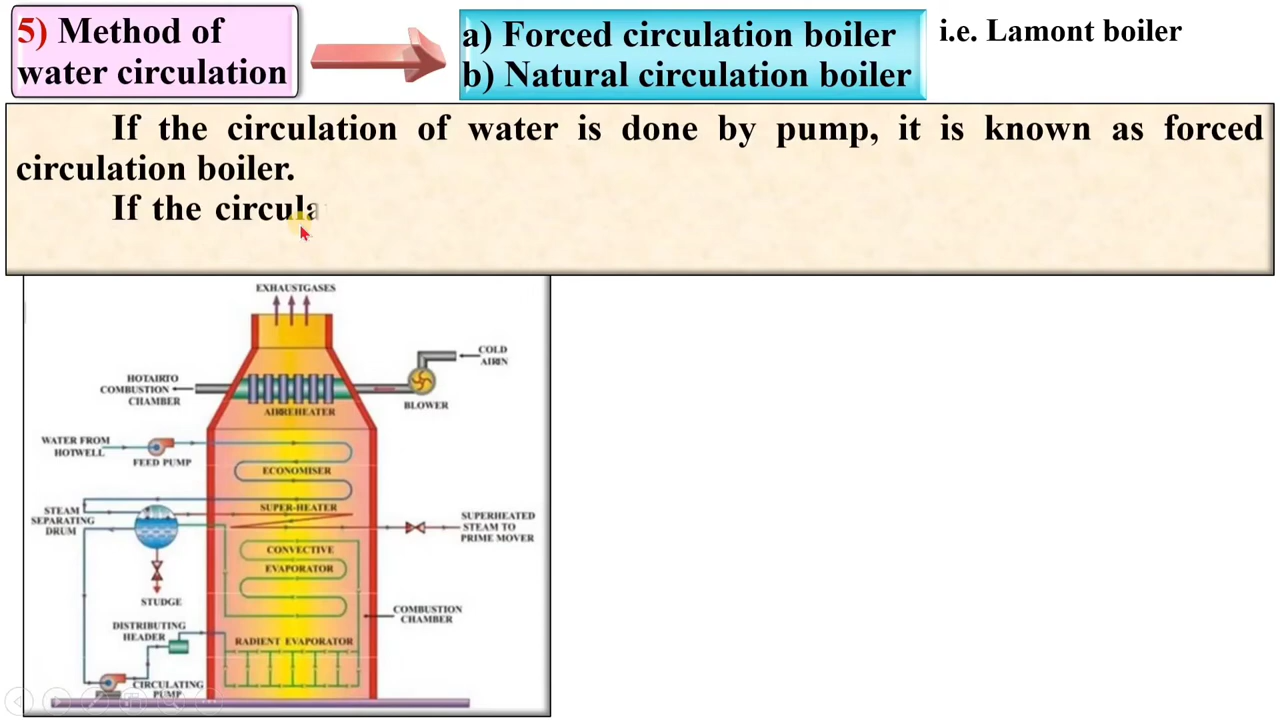 5) Method of
water circulation
a) Forced circulation boiler
b) Natural circulation boiler
i.e. Lamont boiler
If the circulation of water is done by pump, it is known as forced
circulation boiler.
If the circula
EXHAUSTGASES
COLD
AIRIN
HOTAIRTO
COMBUSTION
CHAMBER
BLOWER
AIRREHEATER
WATER FROM
HOTWELL
FEED PUMP
ECONOMISER
STEAM
SEPARATING
DRUM
SUPER-HEATER
SUPERHEATED
STEAM TO
PRIME MOVER
CONVECTIVE
EVAPORATOR
STUDGE
COMBUSTION
CHAMBER
DISTRIBUTING
HEADER
RADIENT EVAPORATOR
CIRCULATING
PUMP